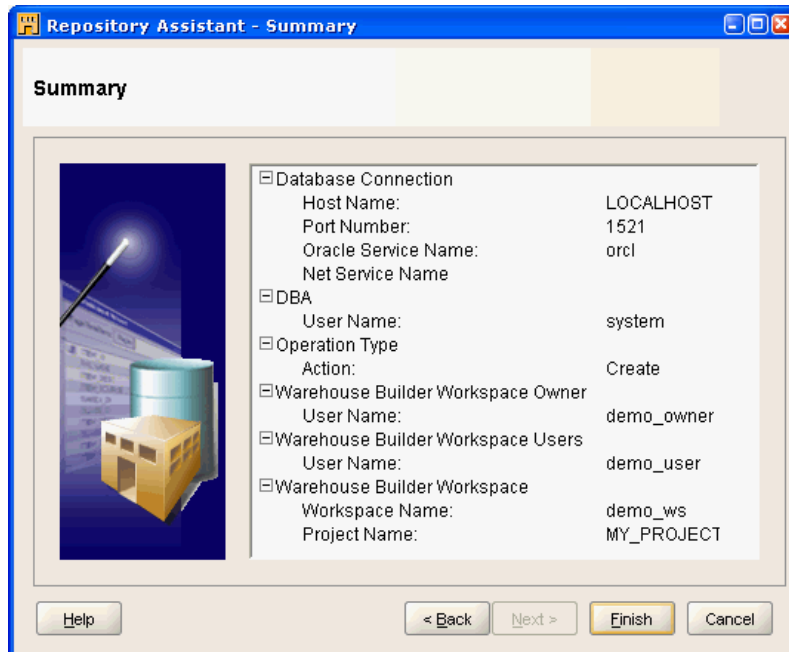 Repository Assistant - Summary
Summary
Database Connection
Host Name: LOCALHOST
Port Number: 1521
Oracle Service Name: orcl
Net Service Name
DBA
User Name: system
Operation Type
Action: Create
Warehouse Builder Workspace Owner
User Name: demo_owner
Warehouse Builder Workspace Users
User Name: demo_user
Warehouse Builder Workspace
Workspace Name: demo_ws
Project Name: MY_PROJECT
Help < Back Next > Finish Cancel